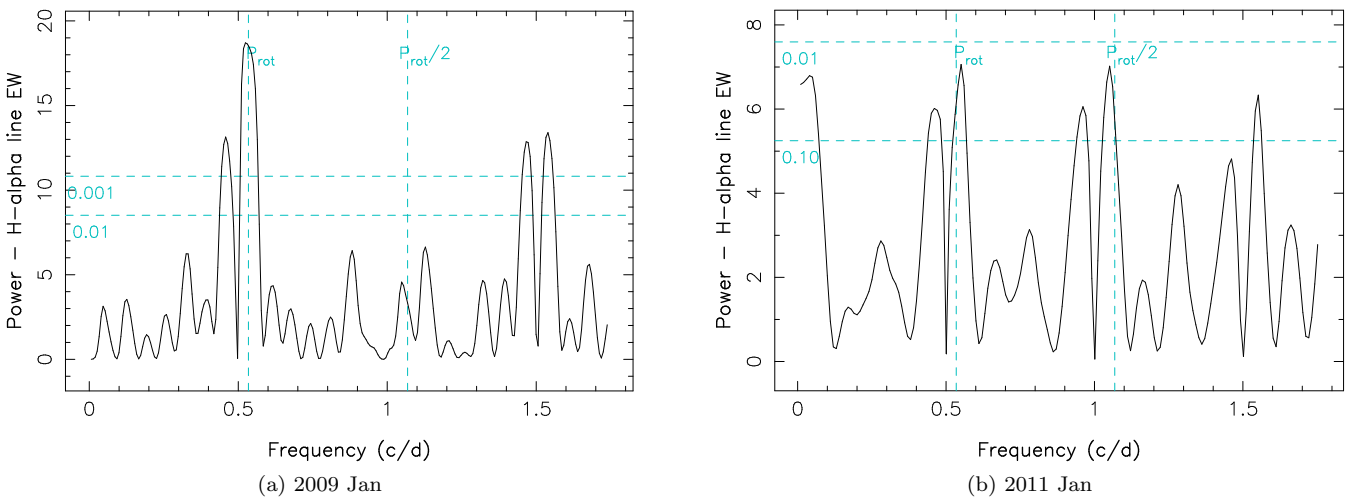 Power – H-alpha line EW
20
15
10
5
0
P_rot
P_rot/2
0.001
0.01
0
0.5
1
1.5
Frequency (c/d)
(a) 2009 Jan
Power – H-alpha line EW
8
6
4
2
0
0.01
P_rot
P_rot/2
0.10
0
0.5
1
1.5
Frequency (c/d)
(b) 2011 Jan